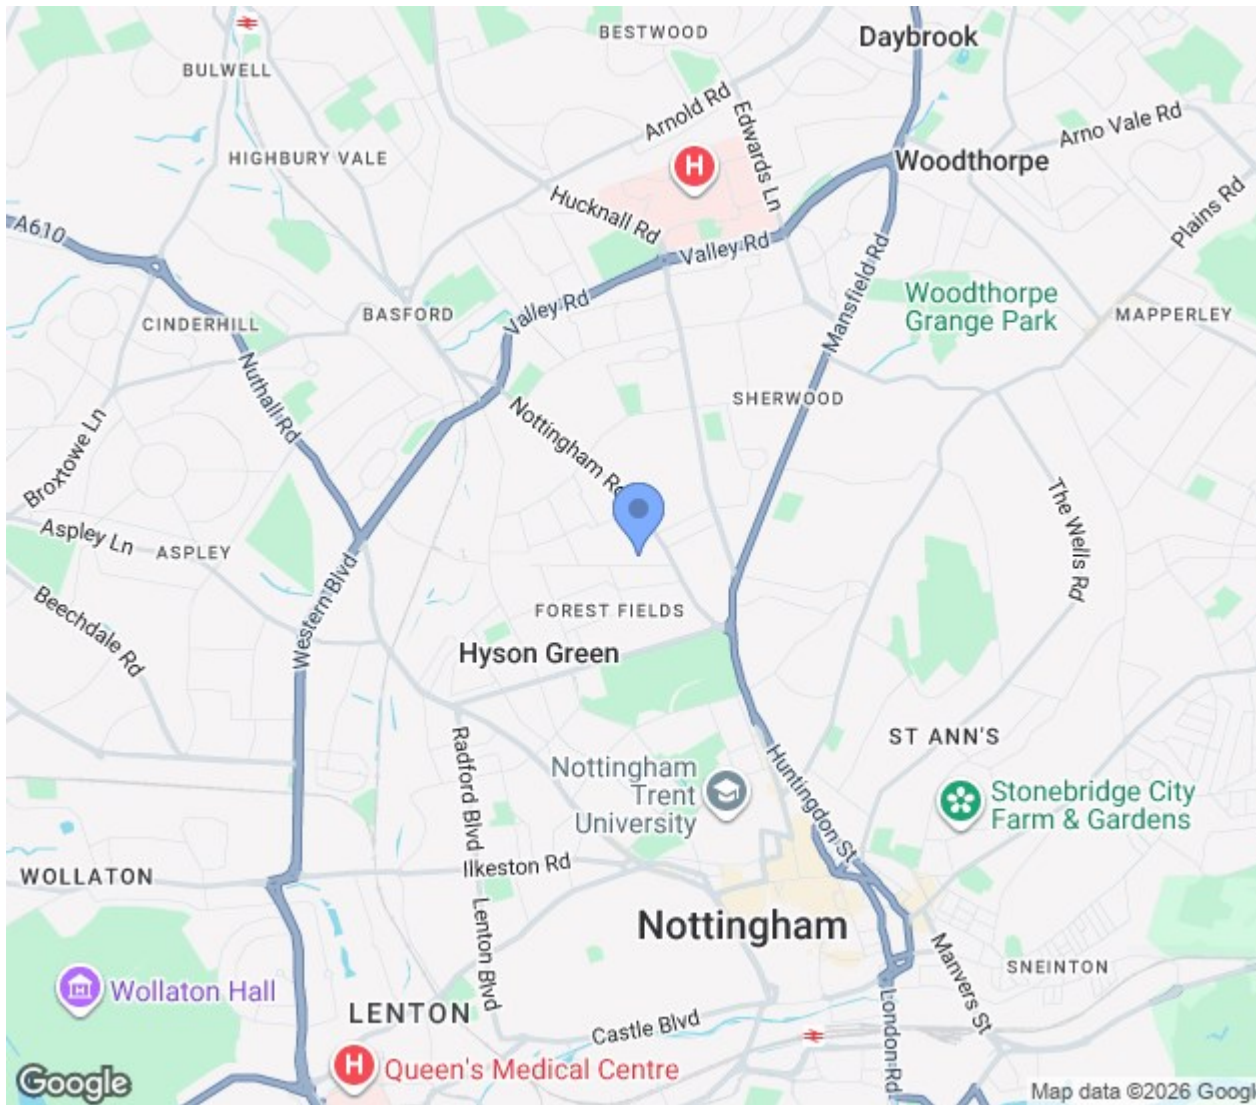 BESTWOOD
Daybrook
BULWELL
Arnold Rd
Edwards Ln
Arno Vale Rd
HIGHBURY VALE
H
Woodthorpe
Hucknall Rd
Plains Rd
A610
Valley Rd
Mansfield Rd
Woodthorpe
Grange Park
Valley Rd
CINDERHILL
BASFORD
MAPPERLEY
Nuthall Rd
SHERWOOD
Nottingham Rd
Broxtowe Ln
The Wells Rd
Aspley Ln
ASPLEY
Western Blvd
Beechdale Rd
FOREST FIELDS
Hyson Green
Radford Blvd
ST ANN'S
Huntingdon St
Nottingham
Trent
University
Stonebridge City
Farm & Gardens
Ilkeston Rd
WOLLATON
Lenton Blvd
Nottingham
Manvers St
SNEINTON
Wollaton Hall
LENTON
Castle Blvd
London Rd
H
Queen's Medical Centre
Google
Map data ©2026 Googl